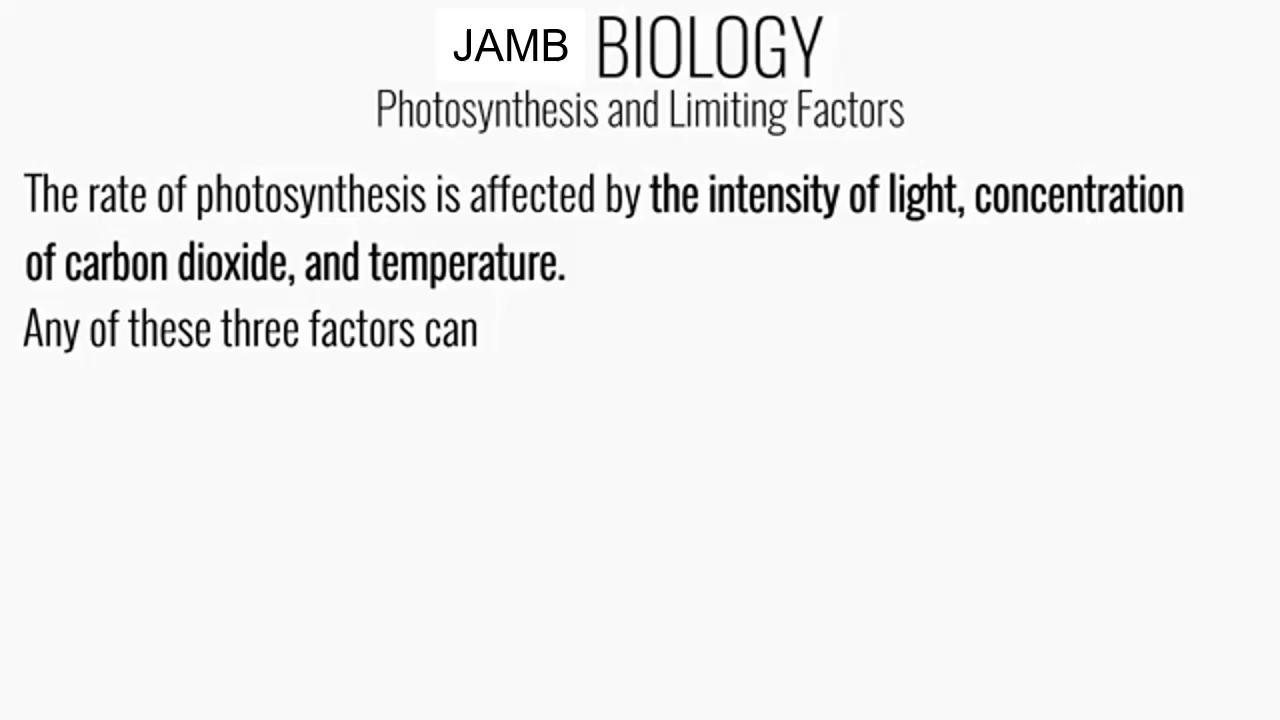 JAMB BIOLOGY
Photosynthesis and Limiting Factors
The rate of photosynthesis is affected by the intensity of light, concentration
of carbon dioxide, and temperature.
Any of these three factors can